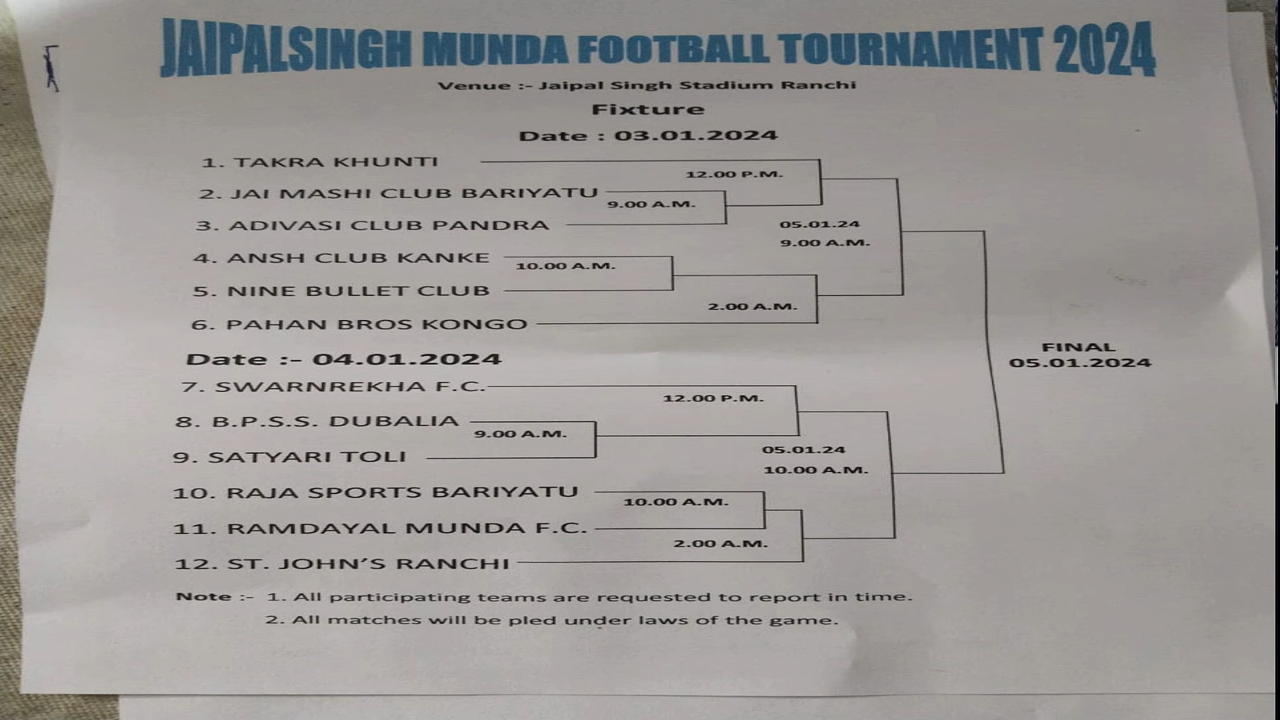 JAIPALSINGH MUNDA FOOTBALL TOURNAMENT 2024
Venue :- Jaipal Singh Stadium Ranchi
Fixture
Date : 03.01.2024
1. TAKRA KHUNTI
12.00 P.M.
2. JAI MASHI CLUB BARIYATU
9.00 A.M.
3. ADIVASI CLUB PANDRA
05.01.24
9.00 A.M.
4. ANSH CLUB KANKE
10.00 A.M.
5. NINE BULLET CLUB
2.00 A.M.
6. PAHAN BROS KONGO
FINAL
05.01.2024
Date :- 04.01.2024
7. SWARNREKHA F.C.
12.00 P.M.
8. B.P.S.S. DUBALIA
9.00 A.M.
9. SATYARI TOLI
05.01.24
10.00 A.M.
10. RAJA SPORTS BARIYATU
10.00 A.M.
11. RAMDAYAL MUNDA F.C.
2.00 A.M.
12. ST. JOHN'S RANCHI
Note :- 1. All participating teams are requested to report in time.
2. All matches will be pled under laws of the game.